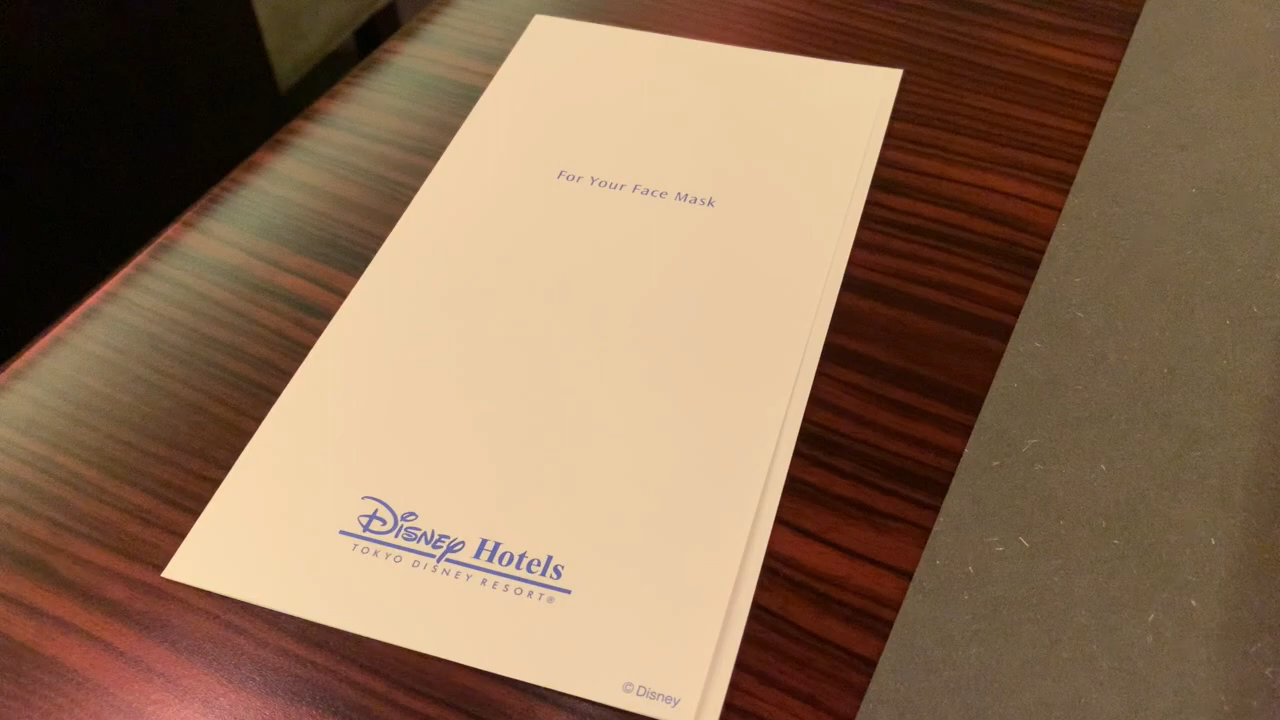 For Your Face Mask
Disney Hotels
TOKYO DISNEY RESORT®
© Disney